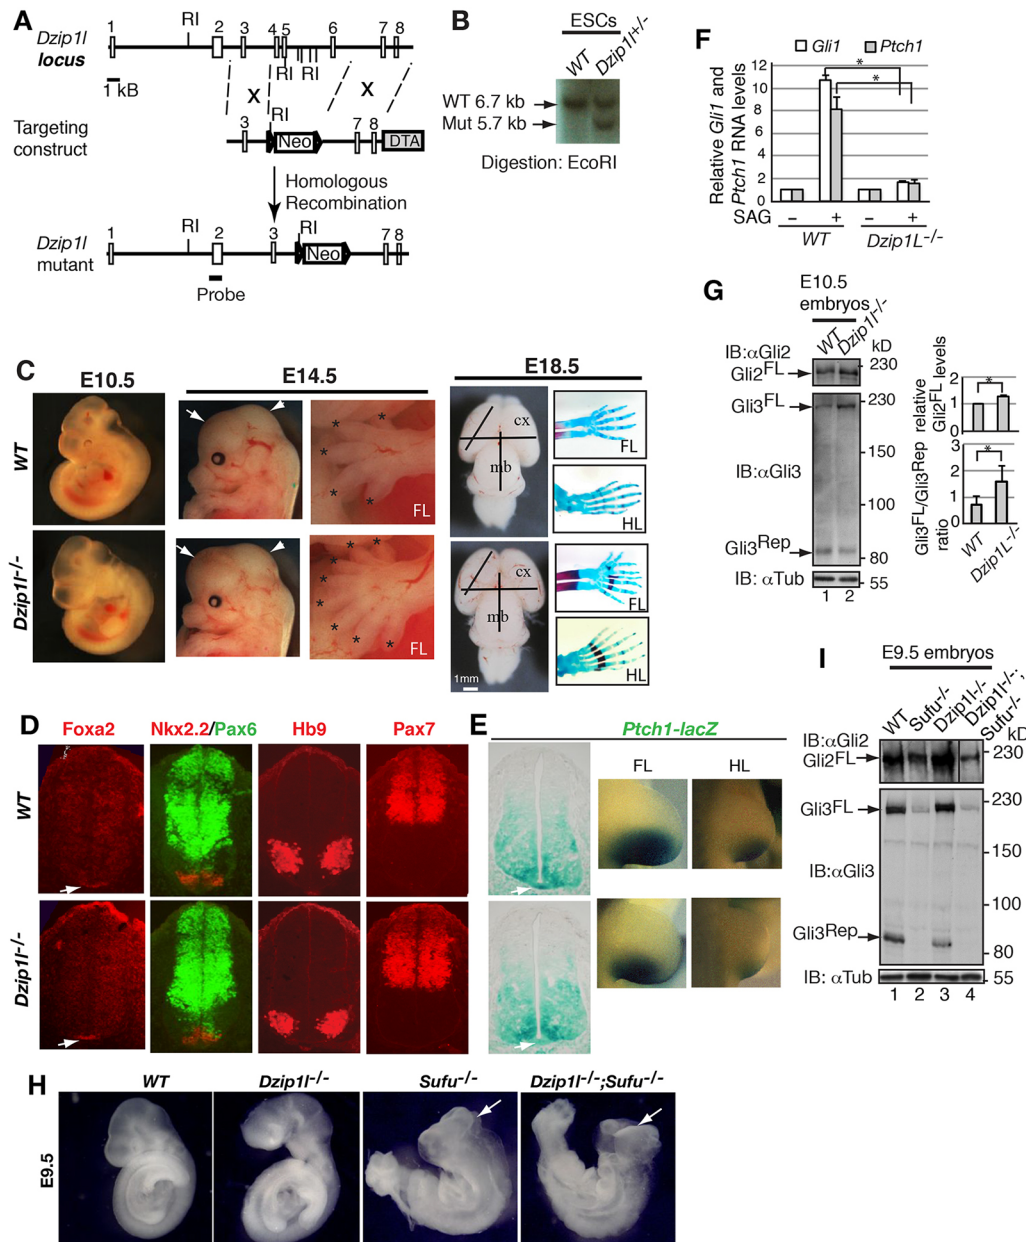 A
Dzip1l
locus
1 RI 2 3 4 5 6 7 8
RI RI
1 kB
X X
RI
Targeting
construct
3 Neo 7 8 DTA
Homologous
Recombination
Dzip1l
mutant
1 RI 2 3 RI Neo 7 8
Probe
B
ESCs
WT Dzip1l+/-
WT 6.7 kb
Mut 5.7 kb
Digestion: EcoRI
F
Gli1 Ptch1
Relative Gli1 and
Ptch1 RNA levels
12
10
8
6
4
2
0
* *
SAG − + − +
WT Dzip1L-/-
G
E10.5
embryos
WT Dzip1l-/-
kD
IB:αGli2
Gli2FL
230
Gli3FL
230
150
IB:αGli3
100
Gli3Rep
80
IB: αTub
55
1 2
relative
Gli2FL levels
2
1
0
*
Gli3FL/Gli3Rep
ratio
3
2
1
0
*
WT Dzip1L-/-
C
E10.5 E14.5 E18.5
WT
* * * * * *
FL
cx
mb
FL
HL
Dzip1l-/-
* * * * * * * *
FL
cx
mb
1mm
FL
HL
D
Foxa2 Nkx2.2/Pax6 Hb9 Pax7
WT
Dzip1l-/-
E
Ptch1-lacZ
FL HL
I
E9.5 embryos
WT Sufu-/- Dzip1l-/- Dzip1l-/-; Sufu-/-
kD
IB:αGli2
Gli2FL
230
Gli3FL
230
150
IB:αGli3
100
Gli3Rep
80
IB: αTub
55
1 2 3 4
H
WT Dzip1l-/- Sufu-/- Dzip1l-/-;Sufu-/-
E9.5